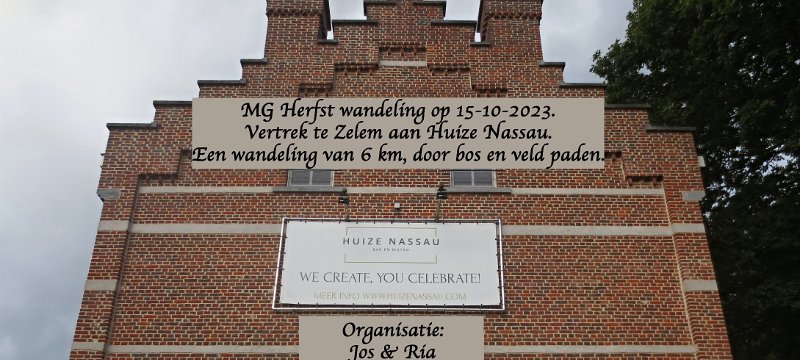 MG Herfst wandeling op 15-10-2023.
Vertrek te Zelem aan Huize Nassau.
Een wandeling van 6 km, door bos en veld paden.
HUIZE NASSAU
WE CREATE, YOU CELEBRATE!
MEER INFO WWW.HUIZENASSAU.COM
Organisatie:
Jos & Ria